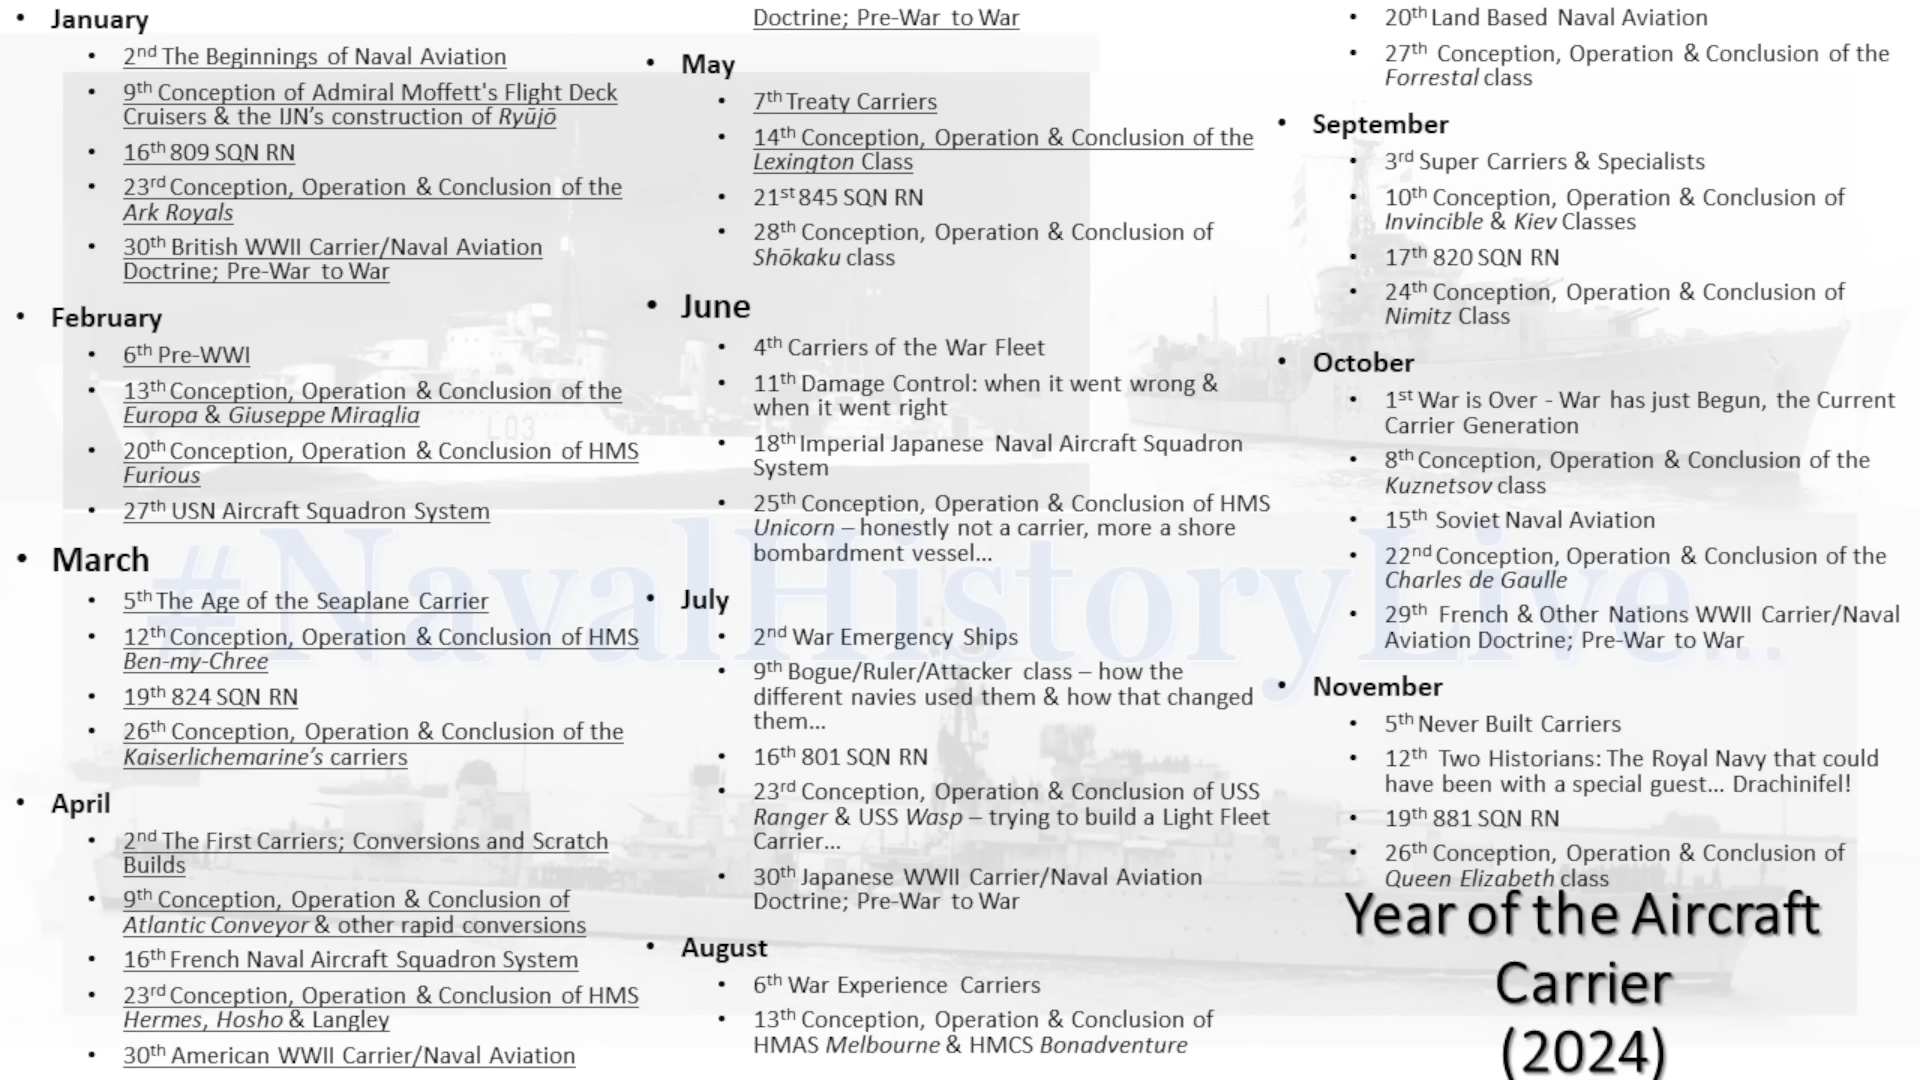 January
2nd The Beginnings of Naval Aviation
9th Conception of Admiral Moffett's Flight Deck
Cruisers & the IJN's construction of Ryūjō
16th 809 SQN RN
23rd Conception, Operation & Conclusion of the
Ark Royals
30th British WWII Carrier/Naval Aviation
Doctrine; Pre-War to War
February
6th Pre-WWI
13th Conception, Operation & Conclusion of the
Europa & Giuseppe Miraglia
20th Conception, Operation & Conclusion of HMS
Furious
27th USN Aircraft Squadron System
March
5th The Age of the Seaplane Carrier
12th Conception, Operation & Conclusion of HMS
Ben-my-Chree
19th 824 SQN RN
26th Conception, Operation & Conclusion of the
Kaiserlichemarine's carriers
April
2nd The First Carriers; Conversions and Scratch
Builds
9th Conception, Operation & Conclusion of
Atlantic Conveyor & other rapid conversions
16th French Naval Aircraft Squadron System
23rd Conception, Operation & Conclusion of HMS
Hermes, Hosho & Langley
30th American WWII Carrier/Naval Aviation
Doctrine; Pre-War to War
May
7th Treaty Carriers
14th Conception, Operation & Conclusion of the
Lexington Class
21st 845 SQN RN
28th Conception, Operation & Conclusion of
Shōkaku class
June
4th Carriers of the War Fleet
11th Damage Control: when it went wrong &
when it went right
18th Imperial Japanese Naval Aircraft Squadron
System
25th Conception, Operation & Conclusion of HMS
Unicorn – honestly not a carrier, more a shore
bombardment vessel...
July
2nd War Emergency Ships
9th Bogue/Ruler/Attacker class – how the
different navies used them & how that changed
them...
16th 801 SQN RN
23rd Conception, Operation & Conclusion of USS
Ranger & USS Wasp – trying to build a Light Fleet
Carrier...
30th Japanese WWII Carrier/Naval Aviation
Doctrine; Pre-War to War
August
6th War Experience Carriers
13th Conception, Operation & Conclusion of
HMAS Melbourne & HMCS Bonadventure
20th Land Based Naval Aviation
27th Conception, Operation & Conclusion of the
Forrestal class
September
3rd Super Carriers & Specialists
10th Conception, Operation & Conclusion of
Invincible & Kiev Classes
17th 820 SQN RN
24th Conception, Operation & Conclusion of
Nimitz Class
October
1st War is Over - War has just Begun, the Current
Carrier Generation
8th Conception, Operation & Conclusion of the
Kuznetsov class
15th Soviet Naval Aviation
22nd Conception, Operation & Conclusion of the
Charles de Gaulle
29th French & Other Nations WWII Carrier/Naval
Aviation Doctrine; Pre-War to War
November
5th Never Built Carriers
12th Two Historians: The Royal Navy that could
have been with a special guest... Drachinifel!
19th 881 SQN RN
26th Conception, Operation & Conclusion of
Queen Elizabeth class
Year of the Aircraft
Carrier
(2024)
#NavalHistoryLive...
L03